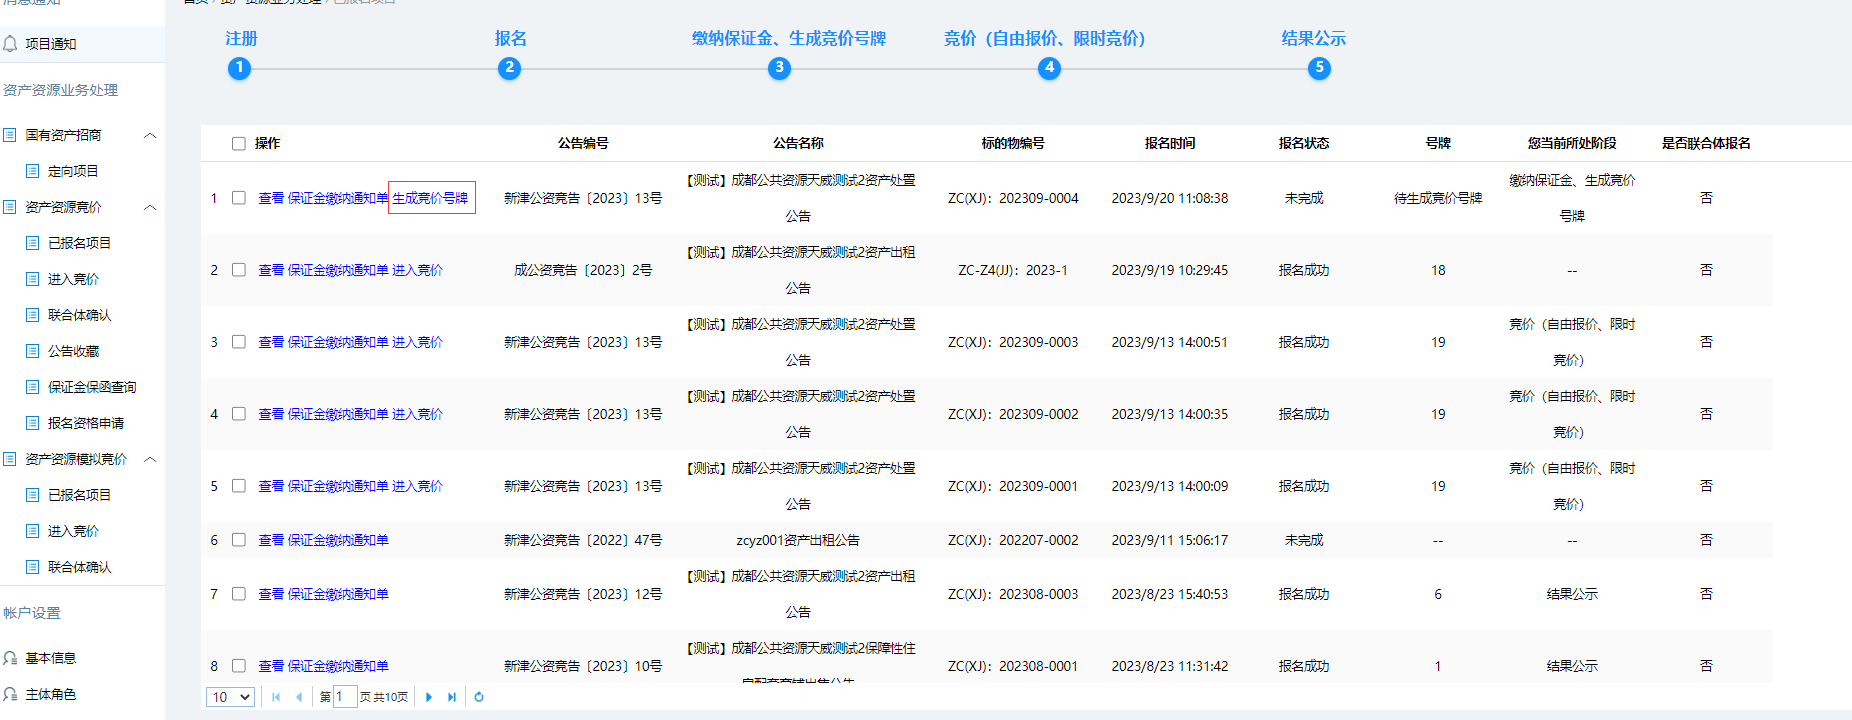 消息通知
项目通知
资产资源业务处理
国有资产招商
定向项目
资产资源竞价
已报名项目
进入竞价
联合体确认
公告收藏
保证金保函查询
报名资格申请
资产资源模拟竞价
已报名项目
进入竞价
联合体确认
帐户设置
基本信息
主体角色
首页 / 资产资源业务处理 / 已报名项目
注册 报名 缴纳保证金、生成竞价号牌 竞价（自由报价、限时竞价） 结果公示
1 2 3 4 5
操作 公告编号 公告名称 标的物编号 报名时间 报名状态 号牌 您当前所处阶段 是否联合体报名
【测试】成都公共资源天威测试2资产处置 缴纳保证金、生成竞价
1 查看 保证金缴纳通知单 生成竞价号牌 新津公资竞告〔2023〕13号 ZC(XJ)：202309-0004 2023/9/20 11:08:38 未完成 待生成竞价号牌 否
公告 号牌
【测试】成都公共资源天威测试2资产出租
2 查看 保证金缴纳通知单 进入竞价 成公资竞告〔2023〕2号 ZC-Z4(JJ)：2023-1 2023/9/19 10:29:45 报名成功 18 -- 否
公告
【测试】成都公共资源天威测试2资产处置 竞价（自由报价、限时
3 查看 保证金缴纳通知单 进入竞价 新津公资竞告〔2023〕13号 ZC(XJ)：202309-0003 2023/9/13 14:00:51 报名成功 19 否
公告 竞价）
【测试】成都公共资源天威测试2资产处置 竞价（自由报价、限时
4 查看 保证金缴纳通知单 进入竞价 新津公资竞告〔2023〕13号 ZC(XJ)：202309-0002 2023/9/13 14:00:35 报名成功 19 否
公告 竞价）
【测试】成都公共资源天威测试2资产处置 竞价（自由报价、限时
5 查看 保证金缴纳通知单 进入竞价 新津公资竞告〔2023〕13号 ZC(XJ)：202309-0001 2023/9/13 14:00:09 报名成功 19 否
公告 竞价）
6 查看 保证金缴纳通知单 新津公资竞告〔2022〕47号 zcyz001资产出租公告 ZC(XJ)：202207-0002 2023/9/11 15:06:17 未完成 -- -- 否
【测试】成都公共资源天威测试2资产出租
7 查看 保证金缴纳通知单 新津公资竞告〔2023〕12号 ZC(XJ)：202308-0003 2023/8/23 15:40:53 报名成功 6 结果公示 否
公告
【测试】成都公共资源天威测试2保障性住
8 查看 保证金缴纳通知单 新津公资竞告〔2023〕10号 ZC(XJ)：202308-0001 2023/8/23 11:31:42 报名成功 1 结果公示 否
10 第 1 页 共10页